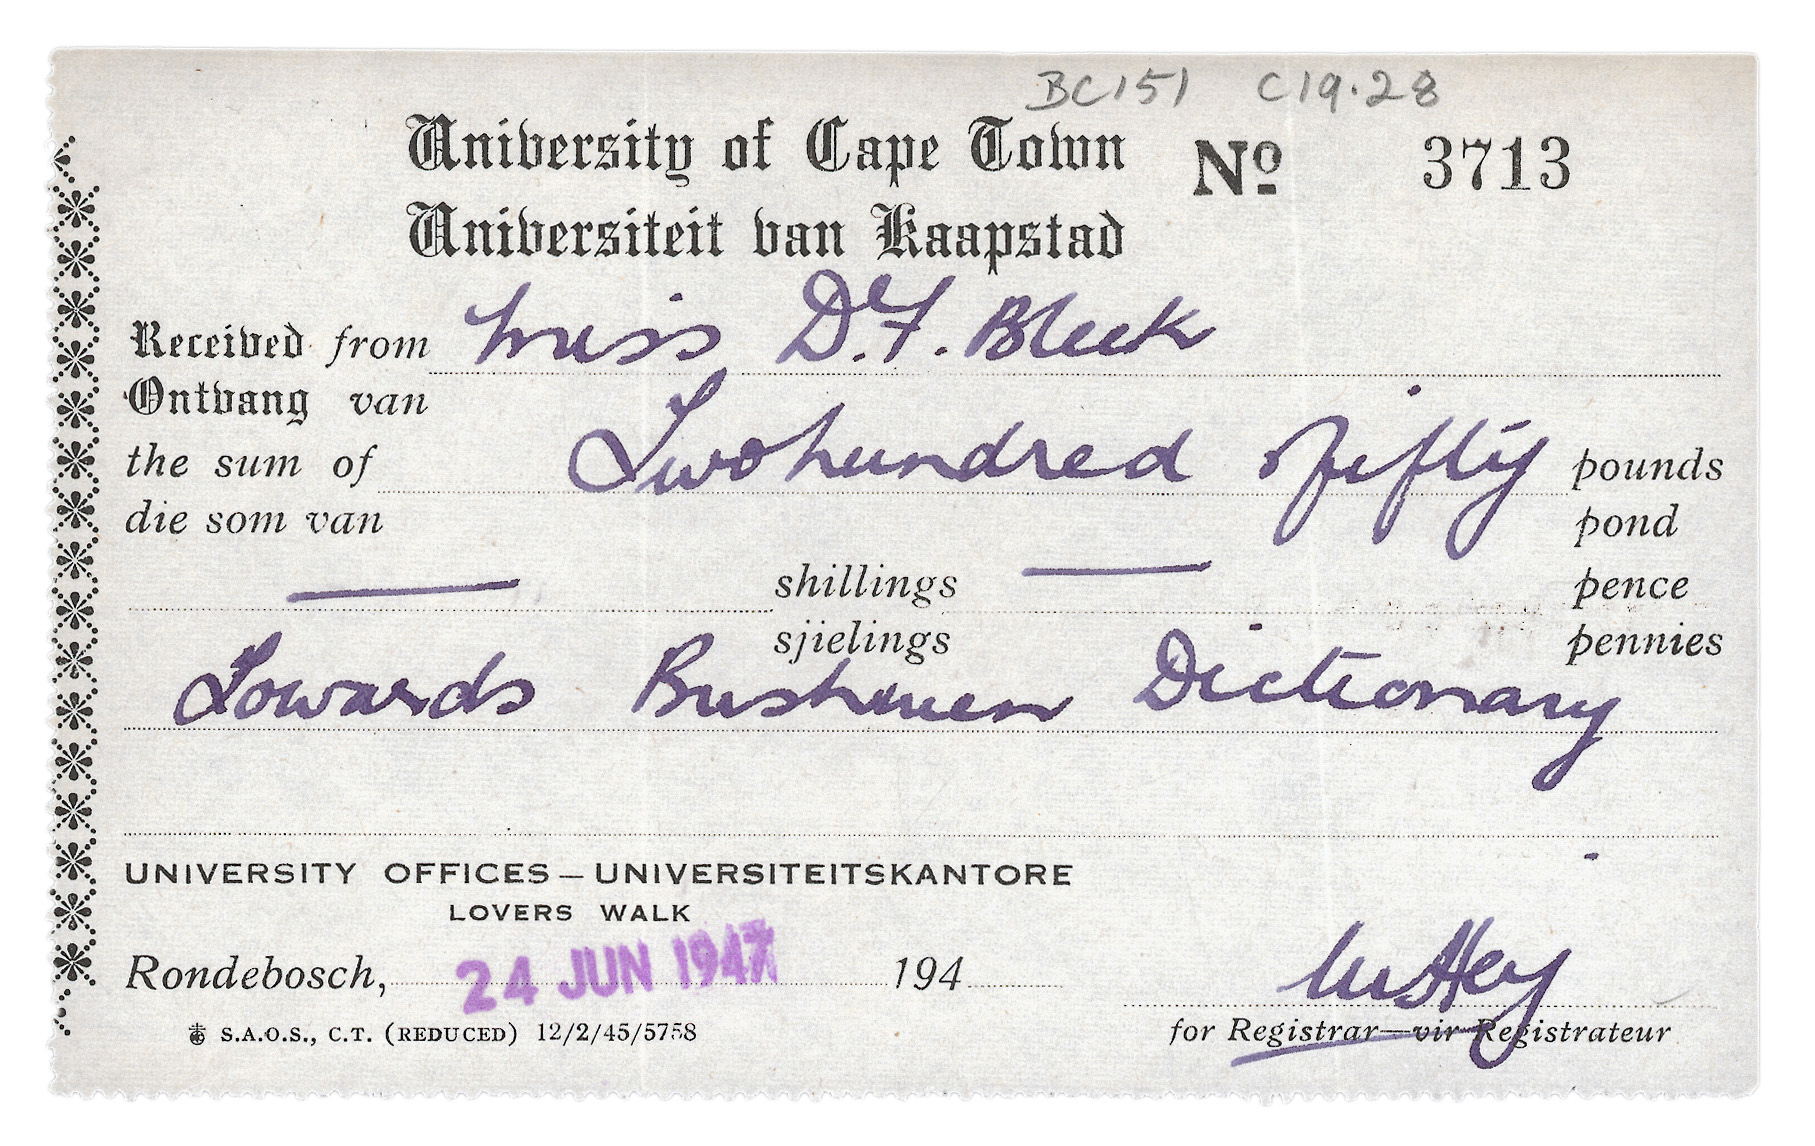 BC151 C19.28
University of Cape Town No 3713
Universiteit van Kaapstad
Received from Miss D. F. Bleek
Ontvang van
the sum of Two hundred fifty pounds
die som van pond
— shillings — pence
sjielings pennies
Towards Bushmen Dictionary
UNIVERSITY OFFICES – UNIVERSITEITSKANTORE
LOVERS WALK
Rondebosch, 24 JUN 1947 194
for Registrar—vir Registrateur
S.A.O.S., C.T. (REDUCED) 12/2/45/5758